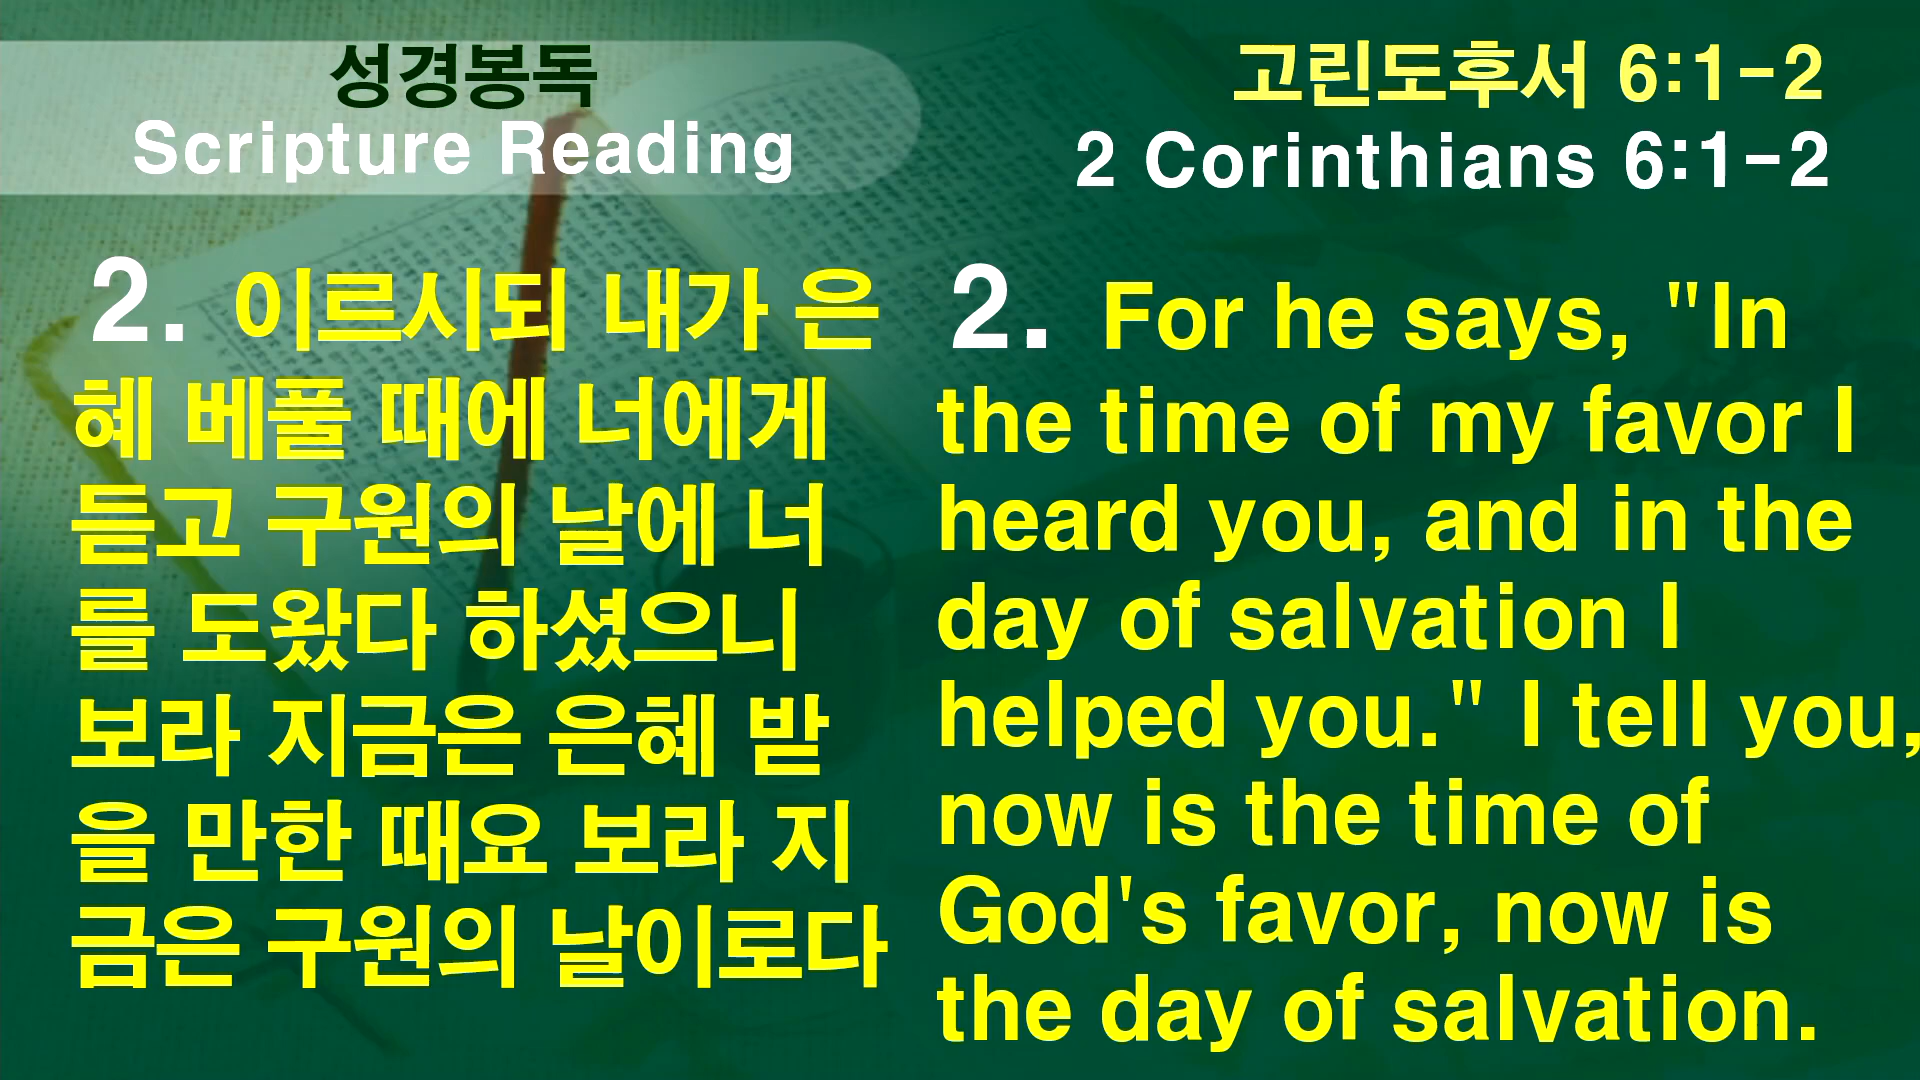 성경봉독
Scripture Reading
고린도후서 6:1-2
2 Corinthians 6:1-2
2. 이르시되 내가 은
혜 베풀 때에 너에게
듣고 구원의 날에 너
를 도왔다 하셨으니
보라 지금은 은혜 받
을 만한 때요 보라 지
금은 구원의 날이로다
2. For he says, "In
the time of my favor I
heard you, and in the
day of salvation I
helped you." I tell you,
now is the time of
God's favor, now is
the day of salvation.